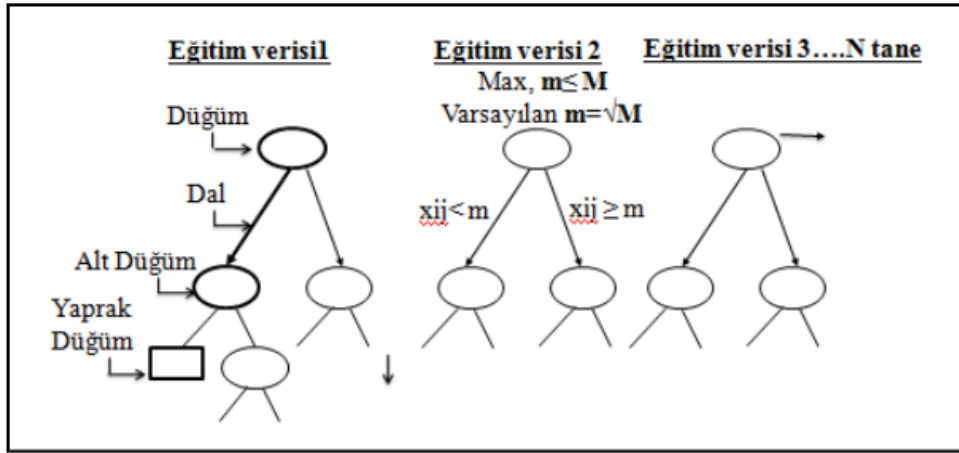 Eğitim verisi1
Eğitim verisi 2
Eğitim verisi 3....N tane
Max, m≤ M
Varsayılan m=√M
Düğüm
Dal
xij<m
xij ≥ m
Alt Düğüm
Yaprak
Düğüm